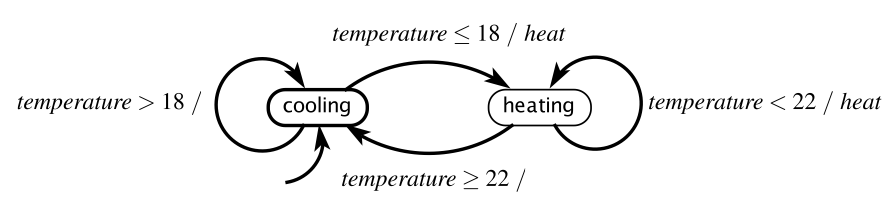 temperature ≤ 18 / heat
temperature > 18 /
cooling
heating
temperature < 22 / heat
temperature ≥ 22 /